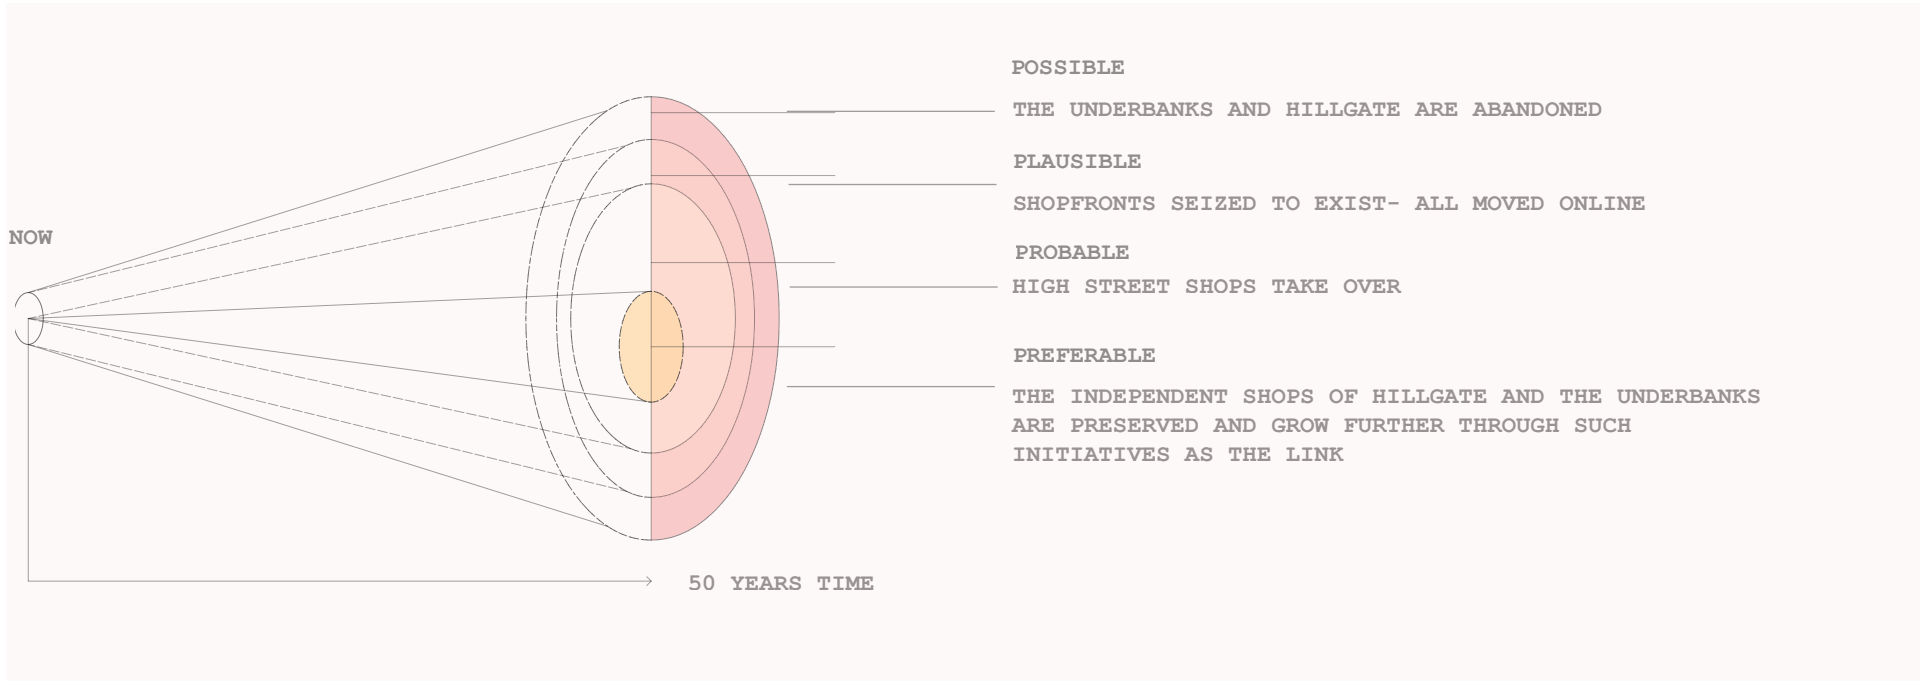 POSSIBLE
THE UNDERBANKS AND HILLGATE ARE ABANDONED
PLAUSIBLE
SHOPFRONTS SEIZED TO EXIST- ALL MOVED ONLINE
NOW
PROBABLE
HIGH STREET SHOPS TAKE OVER
PREFERABLE
THE INDEPENDENT SHOPS OF HILLGATE AND THE UNDERBANKS
ARE PRESERVED AND GROW FURTHER THROUGH SUCH
INITIATIVES AS THE LINK
50 YEARS TIME